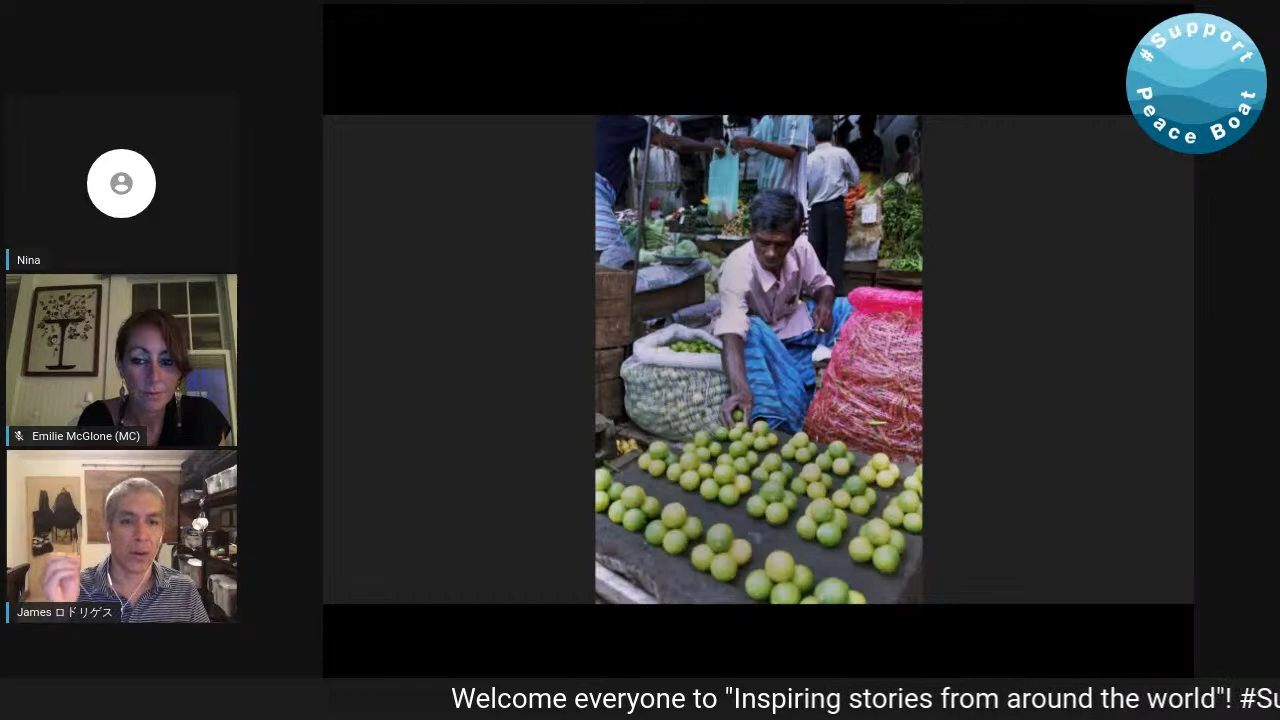 #Support
Peace Boat
Nina
Emilie McGlone (MC)
James ロドリゲス
Welcome everyone to "Inspiring stories from around the world"! #Su